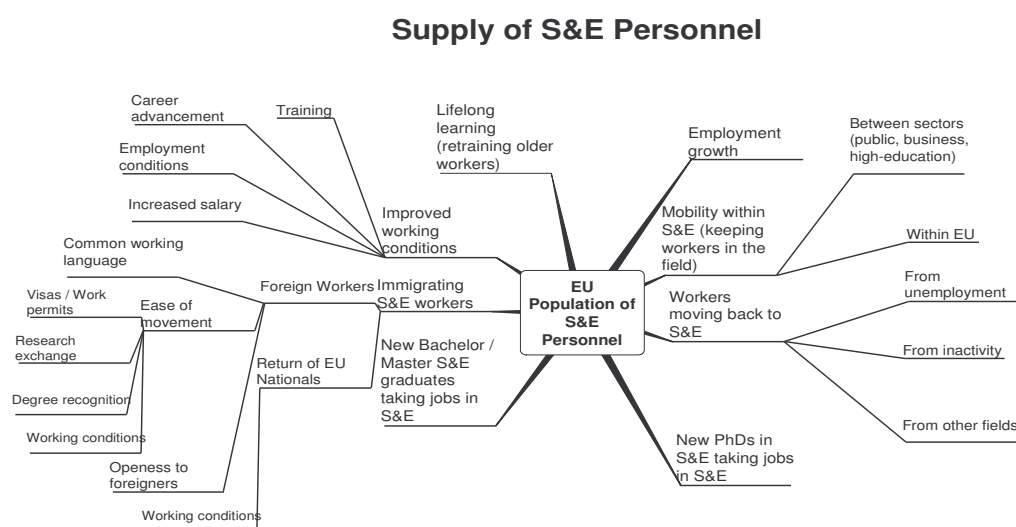 Supply of S&E Personnel
Career
advancement
Training
Employment
conditions
Increased salary
Improved
working
conditions
Lifelong
learning
(retraining older
workers)
Employment
growth
Between sectors
(public, business,
high-education)
Mobility within
S&E (keeping
workers in the
field)
Within EU
Common working
language
Foreign Workers
Immigrating
S&E workers
EU
Population of
S&E
Personnel
Workers
moving back to
S&E
From
unemployment
From inactivity
From other fields
Visas / Work
permits
Ease of
movement
Research
exchange
Degree recognition
Working conditions
Openess to
foreigners
Return of EU
Nationals
Working conditions
New Bachelor /
Master S&E
graduates
taking jobs in
S&E
New PhDs in
S&E taking jobs
in S&E